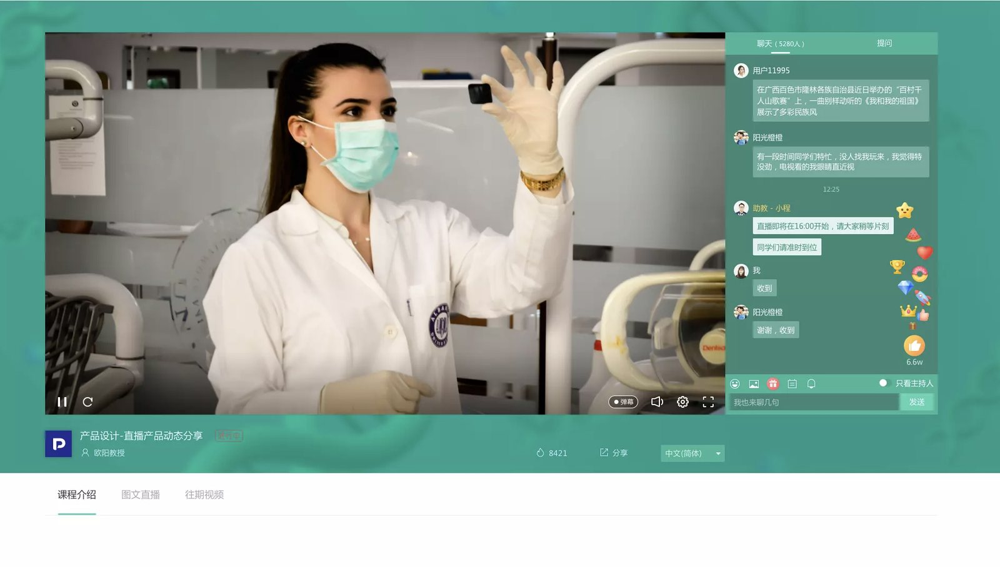 聊天（5280人）
提问
用户11995
在广西百色市隆林各族自治县近日举办的“百村千
人山歌赛”上，一曲别样动听的《我和我的祖国》
展示了多彩民族风
阳光橙橙
有一段时间同学们特忙，没人找我玩来，我觉得特
没劲，电视看的我眼睛直近视
12:25
助教 - 小程
直播即将在16:00开始，请大家稍等片刻
同学们请准时到位
我
收到
阳光橙橙
谢谢，收到
6.6w
只看主持人
我也来聊几句
发送
弹幕
Dentsp
产品设计-直播产品动态分享
欧阳教授
8421
分享
中文(简体)
课程介绍
图文直播
往期视频